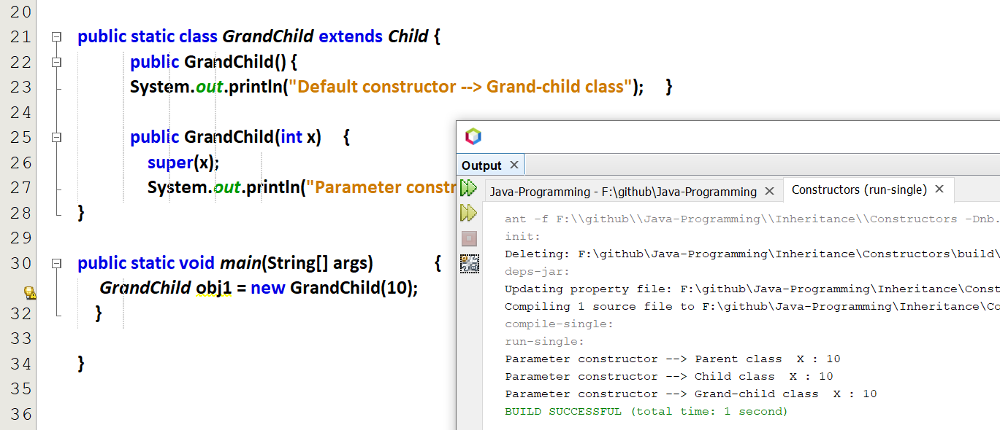 20
21 public static class GrandChild extends Child {
22 public GrandChild() {
23 System.out.println("Default constructor --> Grand-child class"); }
24
25 public GrandChild(int x) {
26 super(x);
27 System.out.println("Parameter constr
28 }
29
30 public static void main(String[] args) {
GrandChild obj1 = new GrandChild(10);
32 }
33
34 }
35
36
Output
Java-Programming - F:\github\Java-Programming
Constructors (run-single)
ant -f F:\\github\\Java-Programming\\Inheritance\\Constructors -Dnb.
init:
Deleting: F:\github\Java-Programming\Inheritance\Constructors\build\
deps-jar:
Updating property file: F:\github\Java-Programming\Inheritance\Const
Compiling 1 source file to F:\github\Java-Programming\Inheritance\Co
compile-single:
run-single:
Parameter constructor --> Parent class X : 10
Parameter constructor --> Child class X : 10
Parameter constructor --> Grand-child class X : 10
BUILD SUCCESSFUL (total time: 1 second)